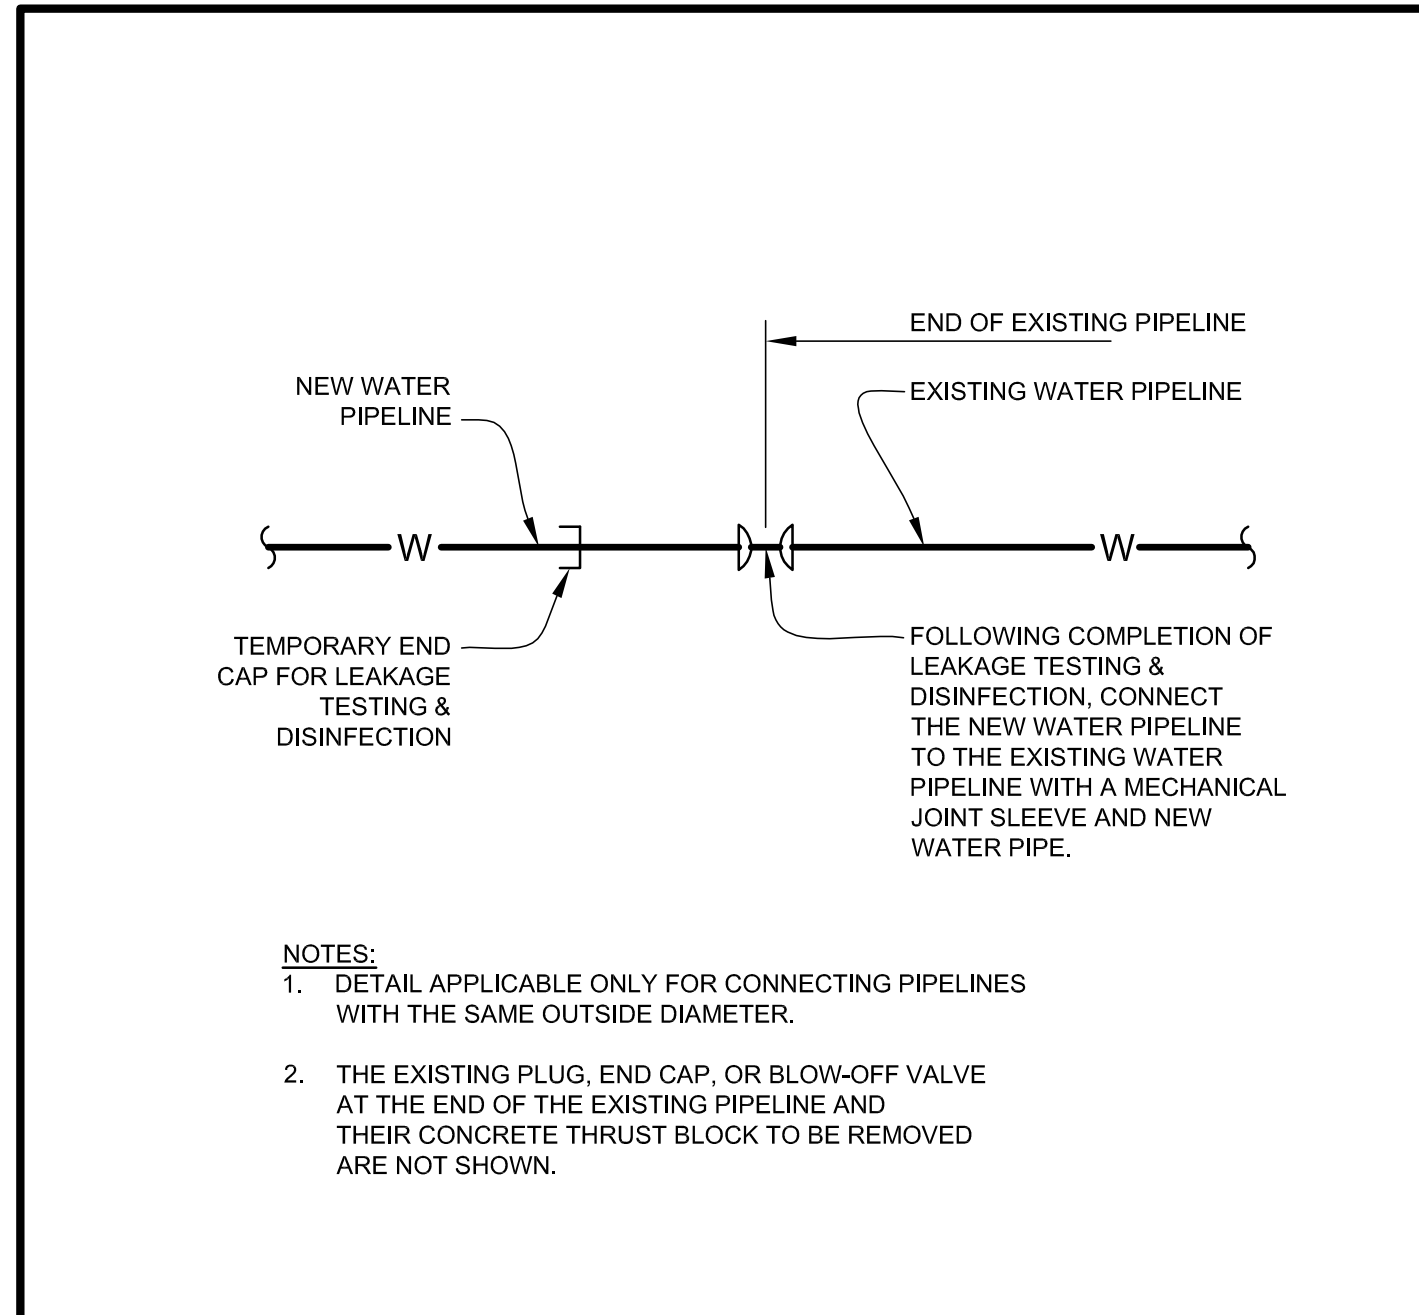 END OF EXISTING PIPELINE
NEW WATER
PIPELINE
EXISTING WATER PIPELINE
W
W
TEMPORARY END
CAP FOR LEAKAGE
TESTING &
DISINFECTION
FOLLOWING COMPLETION OF
LEAKAGE TESTING &
DISINFECTION, CONNECT
THE NEW WATER PIPELINE
TO THE EXISTING WATER
PIPELINE WITH A MECHANICAL
JOINT SLEEVE AND NEW
WATER PIPE.
NOTES:
1. DETAIL APPLICABLE ONLY FOR CONNECTING PIPELINES
WITH THE SAME OUTSIDE DIAMETER.
2. THE EXISTING PLUG, END CAP, OR BLOW-OFF VALVE
AT THE END OF THE EXISTING PIPELINE AND
THEIR CONCRETE THRUST BLOCK TO BE REMOVED
ARE NOT SHOWN.